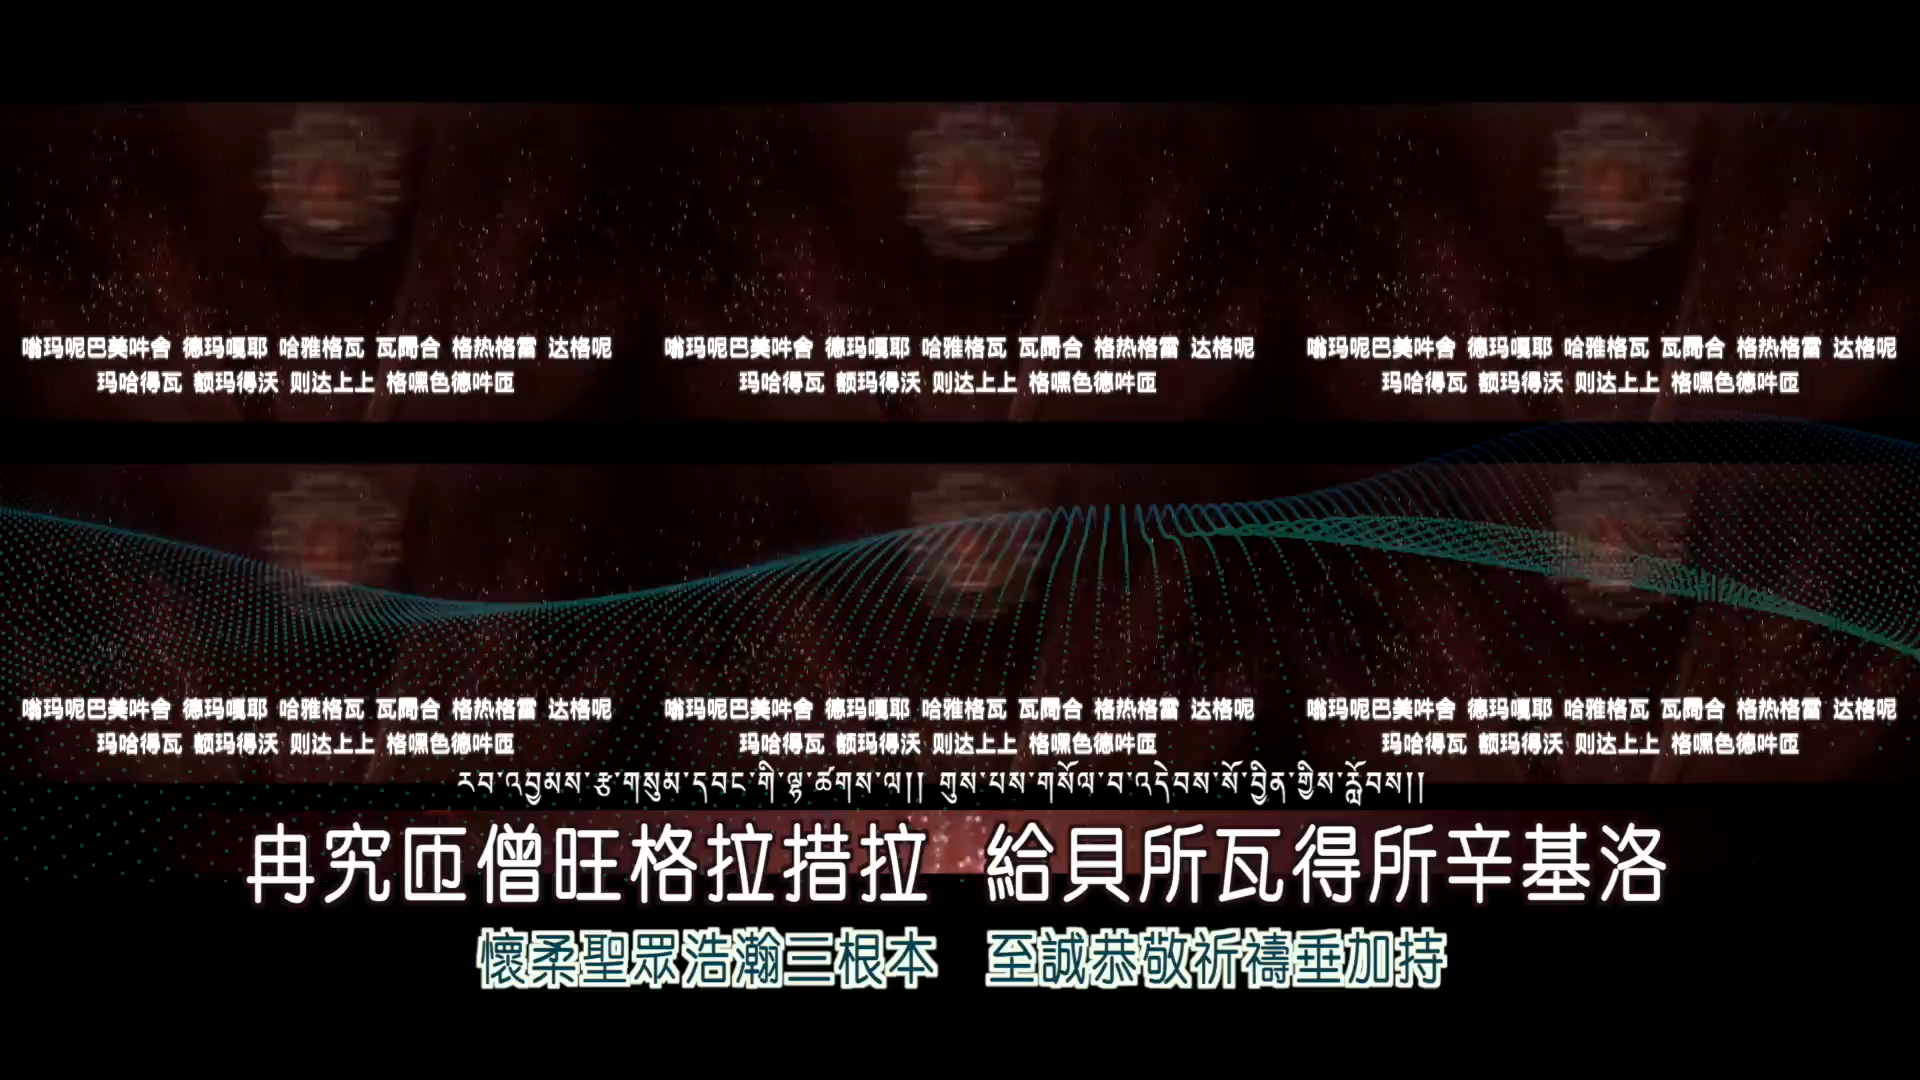 嗡玛呢巴美吽舍 德玛嘎耶 哈雅格瓦 瓦閜合 格热格雷 达格呢
玛哈得瓦 额玛得沃 则达上上 格嘿色德吽匝
嗡玛呢巴美吽舍 德玛嘎耶 哈雅格瓦 瓦閜合 格热格雷 达格呢
玛哈得瓦 额玛得沃 则达上上 格嘿色德吽匝
嗡玛呢巴美吽舍 德玛嘎耶 哈雅格瓦 瓦閜合 格热格雷 达格呢
玛哈得瓦 额玛得沃 则达上上 格嘿色德吽匝
嗡玛呢巴美吽舍 德玛嘎耶 哈雅格瓦 瓦閜合 格热格雷 达格呢
玛哈得瓦 额玛得沃 则达上上 格嘿色德吽匝
嗡玛呢巴美吽舍 德玛嘎耶 哈雅格瓦 瓦閜合 格热格雷 达格呢
玛哈得瓦 额玛得沃 则达上上 格嘿色德吽匝
嗡玛呢巴美吽舍 德玛嘎耶 哈雅格瓦 瓦閜合 格热格雷 达格呢
玛哈得瓦 额玛得沃 则达上上 格嘿色德吽匝
རབ་འབྱམས་རྩ་གསུམ་དབང་གི་ལྷ་ཚོགས་ལ།། གུས་པས་གསོལ་བ་འདེབས་སོ་བྱིན་གྱིས་རློབས།།
冉究匝僧旺格拉措拉 給貝所瓦得所辛基洛
懷柔聖眾浩瀚三根本 至誠恭敬祈禱垂加持